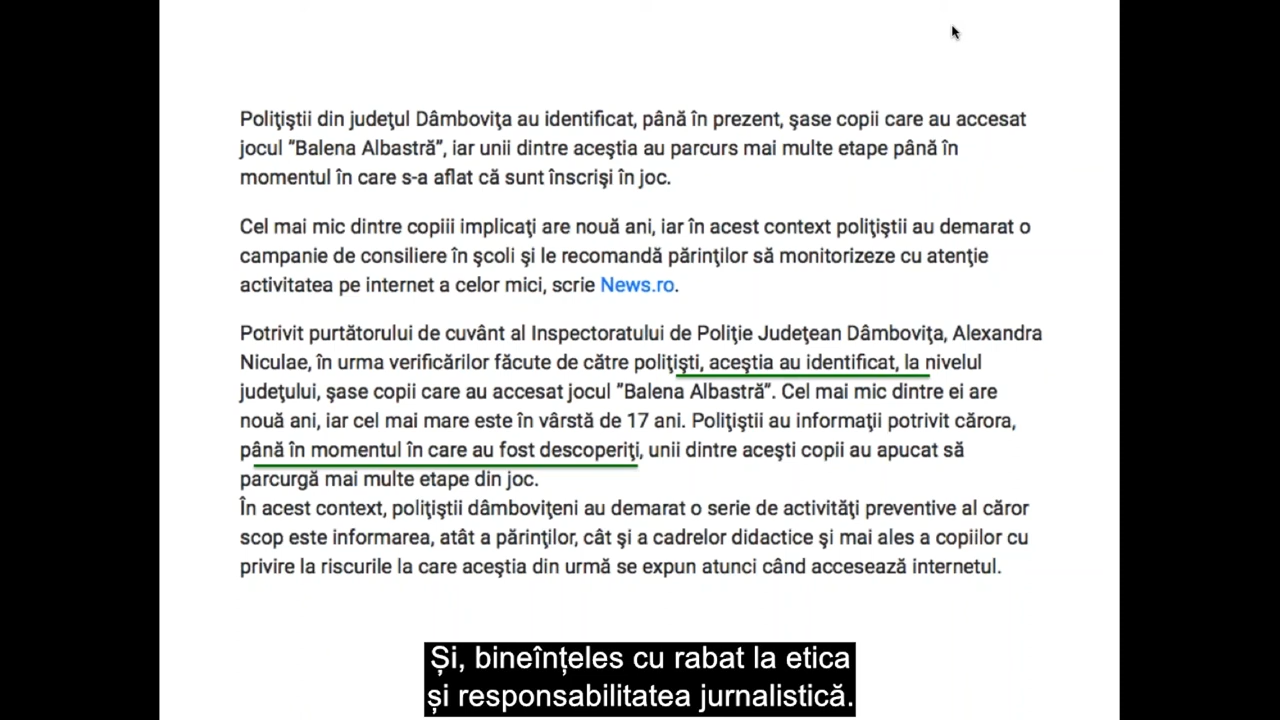 Poliţiştii din judeţul Dâmboviţa au identificat, până în prezent, şase copii care au accesat
jocul ”Balena Albastră”, iar unii dintre aceştia au parcurs mai multe etape până în
momentul în care s-a aflat că sunt înscrişi în joc.
Cel mai mic dintre copiii implicaţi are nouă ani, iar în acest context poliţiştii au demarat o
campanie de consiliere în şcoli şi le recomandă părinţilor să monitorizeze cu atenţie
activitatea pe internet a celor mici, scrie News.ro.
Potrivit purtătorului de cuvânt al Inspectoratului de Poliţie Judeţean Dâmboviţa, Alexandra
Niculae, în urma verificărilor făcute de către poliţişti, aceştia au identificat, la nivelul
judeţului, şase copii care au accesat jocul ”Balena Albastră”. Cel mai mic dintre ei are
nouă ani, iar cel mai mare este în vârstă de 17 ani. Poliţiştii au informaţii potrivit cărora,
până în momentul în care au fost descoperiţi, unii dintre aceşti copii au apucat să
parcurgă mai multe etape din joc.
În acest context, poliţiştii dâmboviţeni au demarat o serie de activităţi preventive al căror
scop este informarea, atât a părinţilor, cât şi a cadrelor didactice şi mai ales a copiilor cu
privire la riscurile la care aceştia din urmă se expun atunci când accesează internetul.
Și, bineînțeles cu rabat la etica
și responsabilitatea jurnalistică.